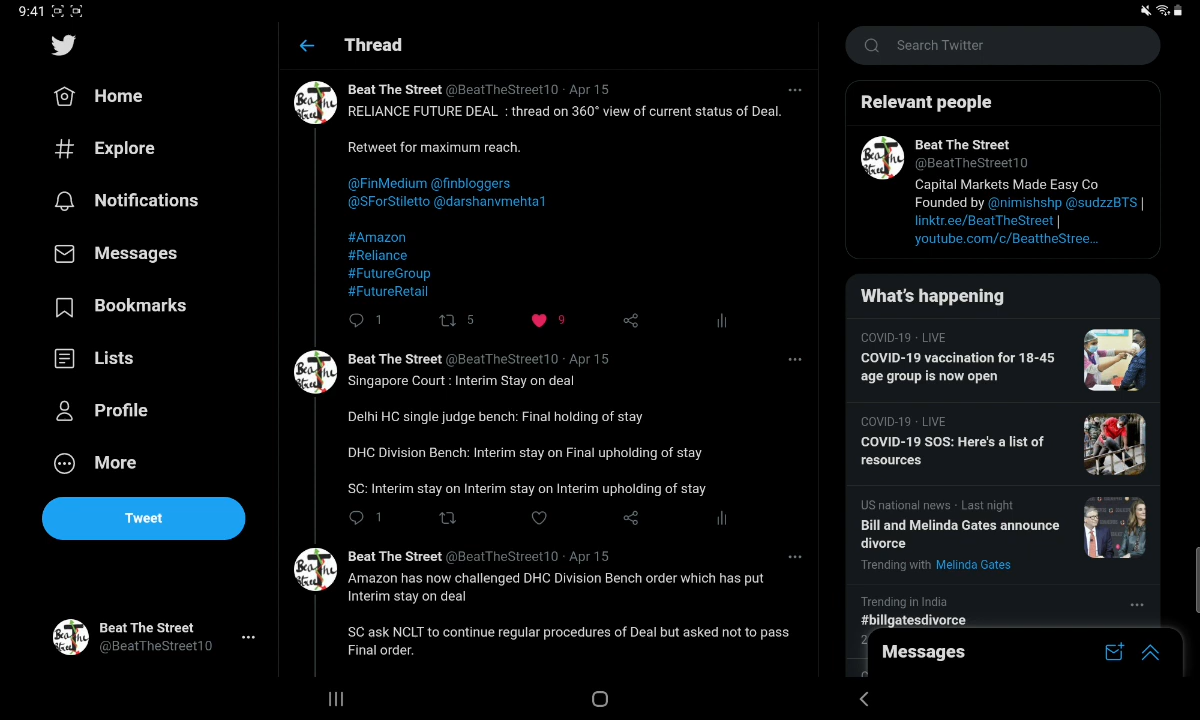 9:41
Home
Explore
Notifications
Messages
Bookmarks
Lists
Profile
More
Tweet
Beat The Street
@BeatTheStreet10
Thread
Beat The Street @BeatTheStreet10 · Apr 15
RELIANCE FUTURE DEAL : thread on 360° view of current status of Deal.
Retweet for maximum reach.
@FinMedium @finbloggers
@SForStiletto @darshanvmehta1
#Amazon
#Reliance
#FutureGroup
#FutureRetail
1 5 9
Beat The Street @BeatTheStreet10 · Apr 15
Singapore Court : Interim Stay on deal
Delhi HC single judge bench: Final holding of stay
DHC Division Bench: Interim stay on Final upholding of stay
SC: Interim stay on Interim stay on Interim upholding of stay
1
Beat The Street @BeatTheStreet10 · Apr 15
Amazon has now challenged DHC Division Bench order which has put
Interim stay on deal
SC ask NCLT to continue regular procedures of Deal but asked not to pass
Final order.
Search Twitter
Relevant people
Beat The Street
@BeatTheStreet10
Capital Markets Made Easy Co
Founded by @nimishshp @sudzzBTS |
linktr.ee/BeatTheStreet |
youtube.com/c/BeattheStree…
What's happening
COVID-19 · LIVE
COVID-19 vaccination for 18-45
age group is now open
COVID-19 · LIVE
COVID-19 SOS: Here's a list of
resources
US national news · Last night
Bill and Melinda Gates announce
divorce
Trending with Melinda Gates
Trending in India
#billgatesdivorce
Messages